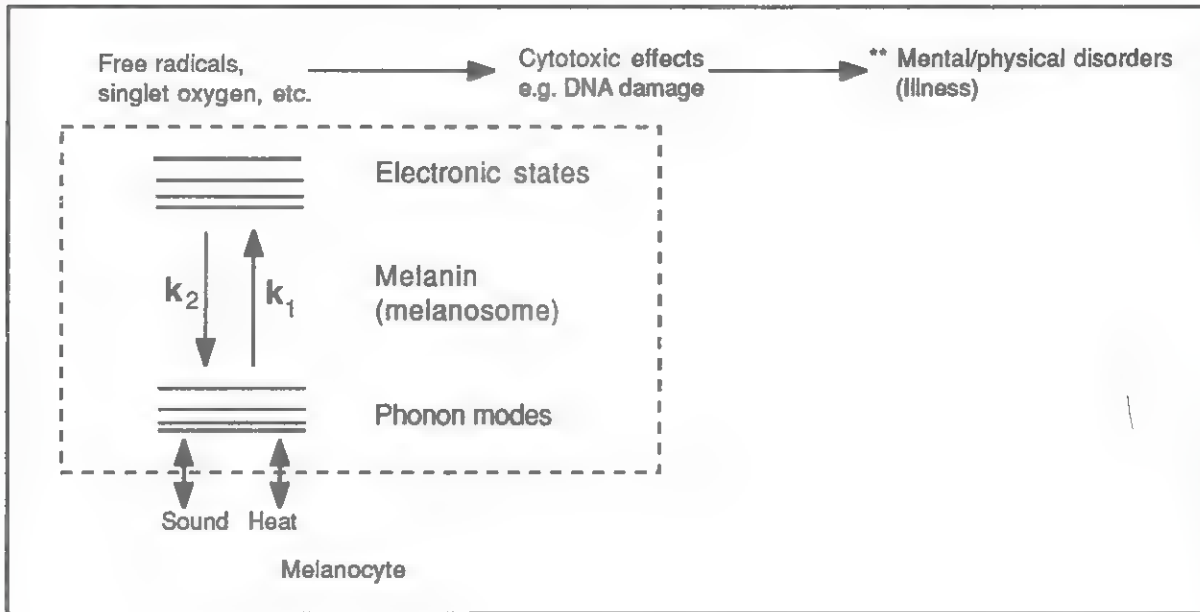 Free radicals,
singlet oxygen, etc.
Cytotoxic effects
e.g. DNA damage
** Mental/physical disorders
(Illness)
Electronic states
k2
k1
Melanin
(melanosome)
Phonon modes
Sound Heat
Melanocyte